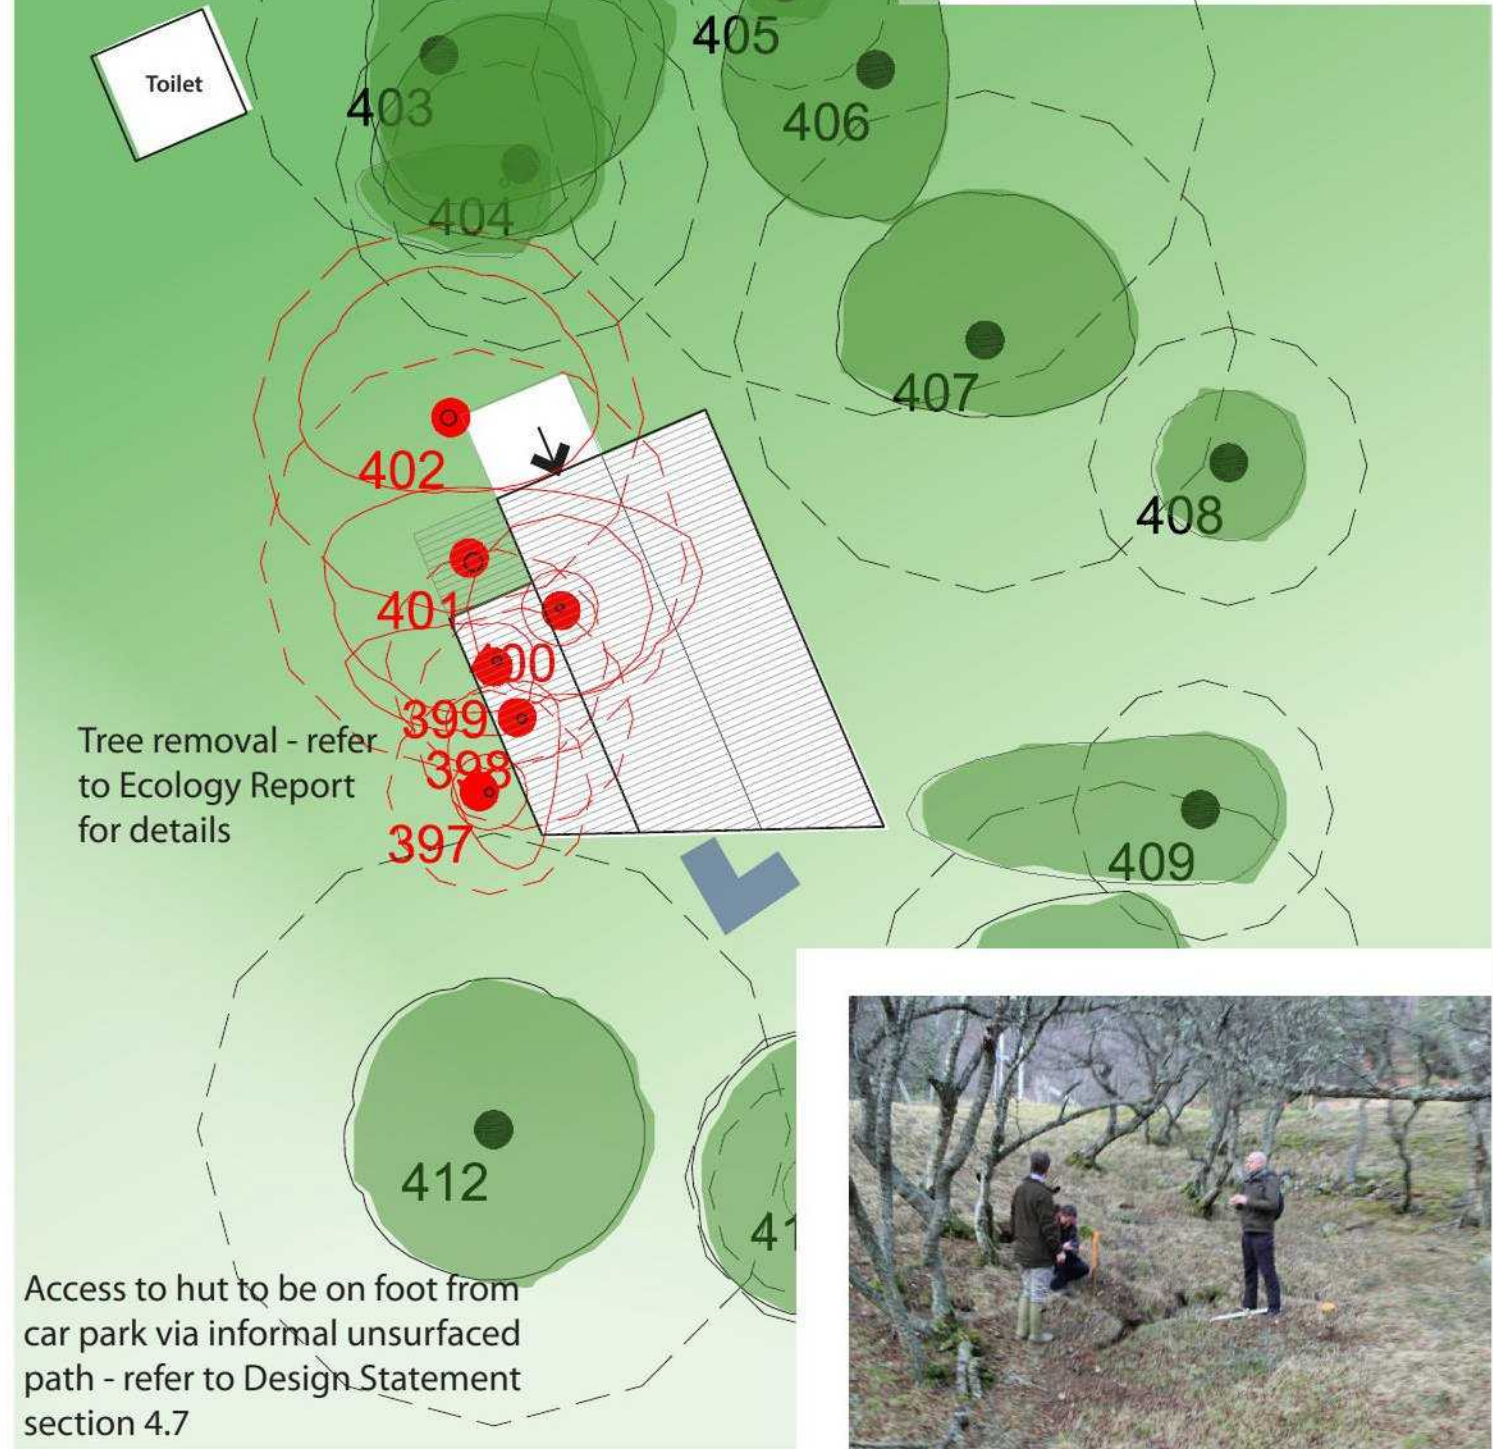 405
Toilet
403
406
404
407
402
408
401
400
399
Tree removal - refer
to Ecology Report
for details
398
397
409
412
Access to hut to be on foot from
car park via informal unsurfaced
path - refer to Design Statement
section 4.7